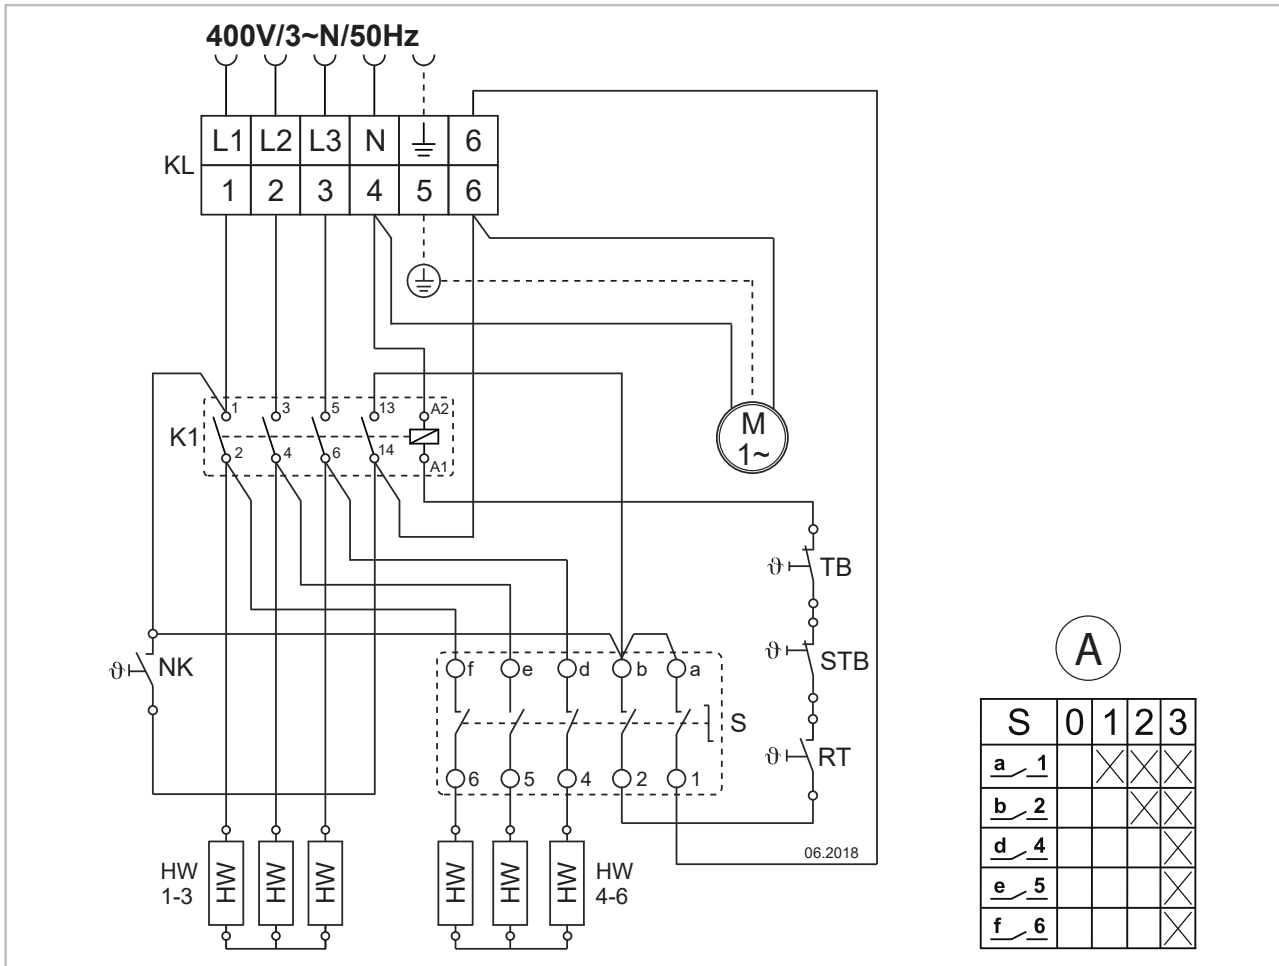 400V/3~N/50Hz
KL
L1 L2 L3 N 6
1 2 3 4 5 6
M
1~
K1
1 3 5 13 A2
2 4 6 14 A1
ϑ TB
ϑ STB
ϑ RT
ϑ NK
f e d b a
S
6 5 4 2 1
06.2018
HW
1-3
HW HW HW
HW HW HW
HW
4-6
A
S 0 1 2 3
a 1
b 2
d 4
e 5
f 6